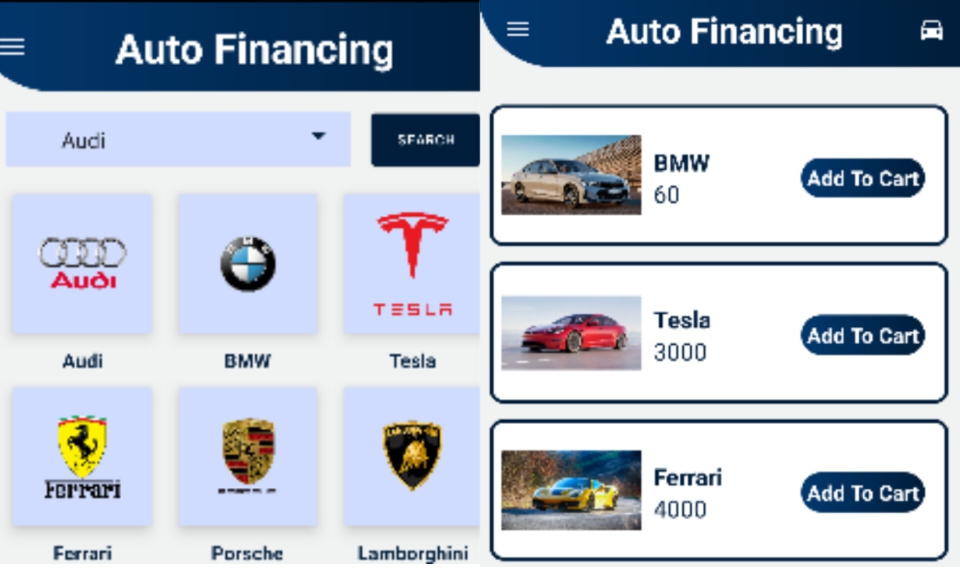 Auto Financing
Audi
SEARCH
Audi
TESLA
Audi
BMW
Tesla
Ferrari
Ferrari
Porsche
Lamborghini
Auto Financing
BMW
60
Add To Cart
Tesla
3000
Add To Cart
Ferrari
4000
Add To Cart